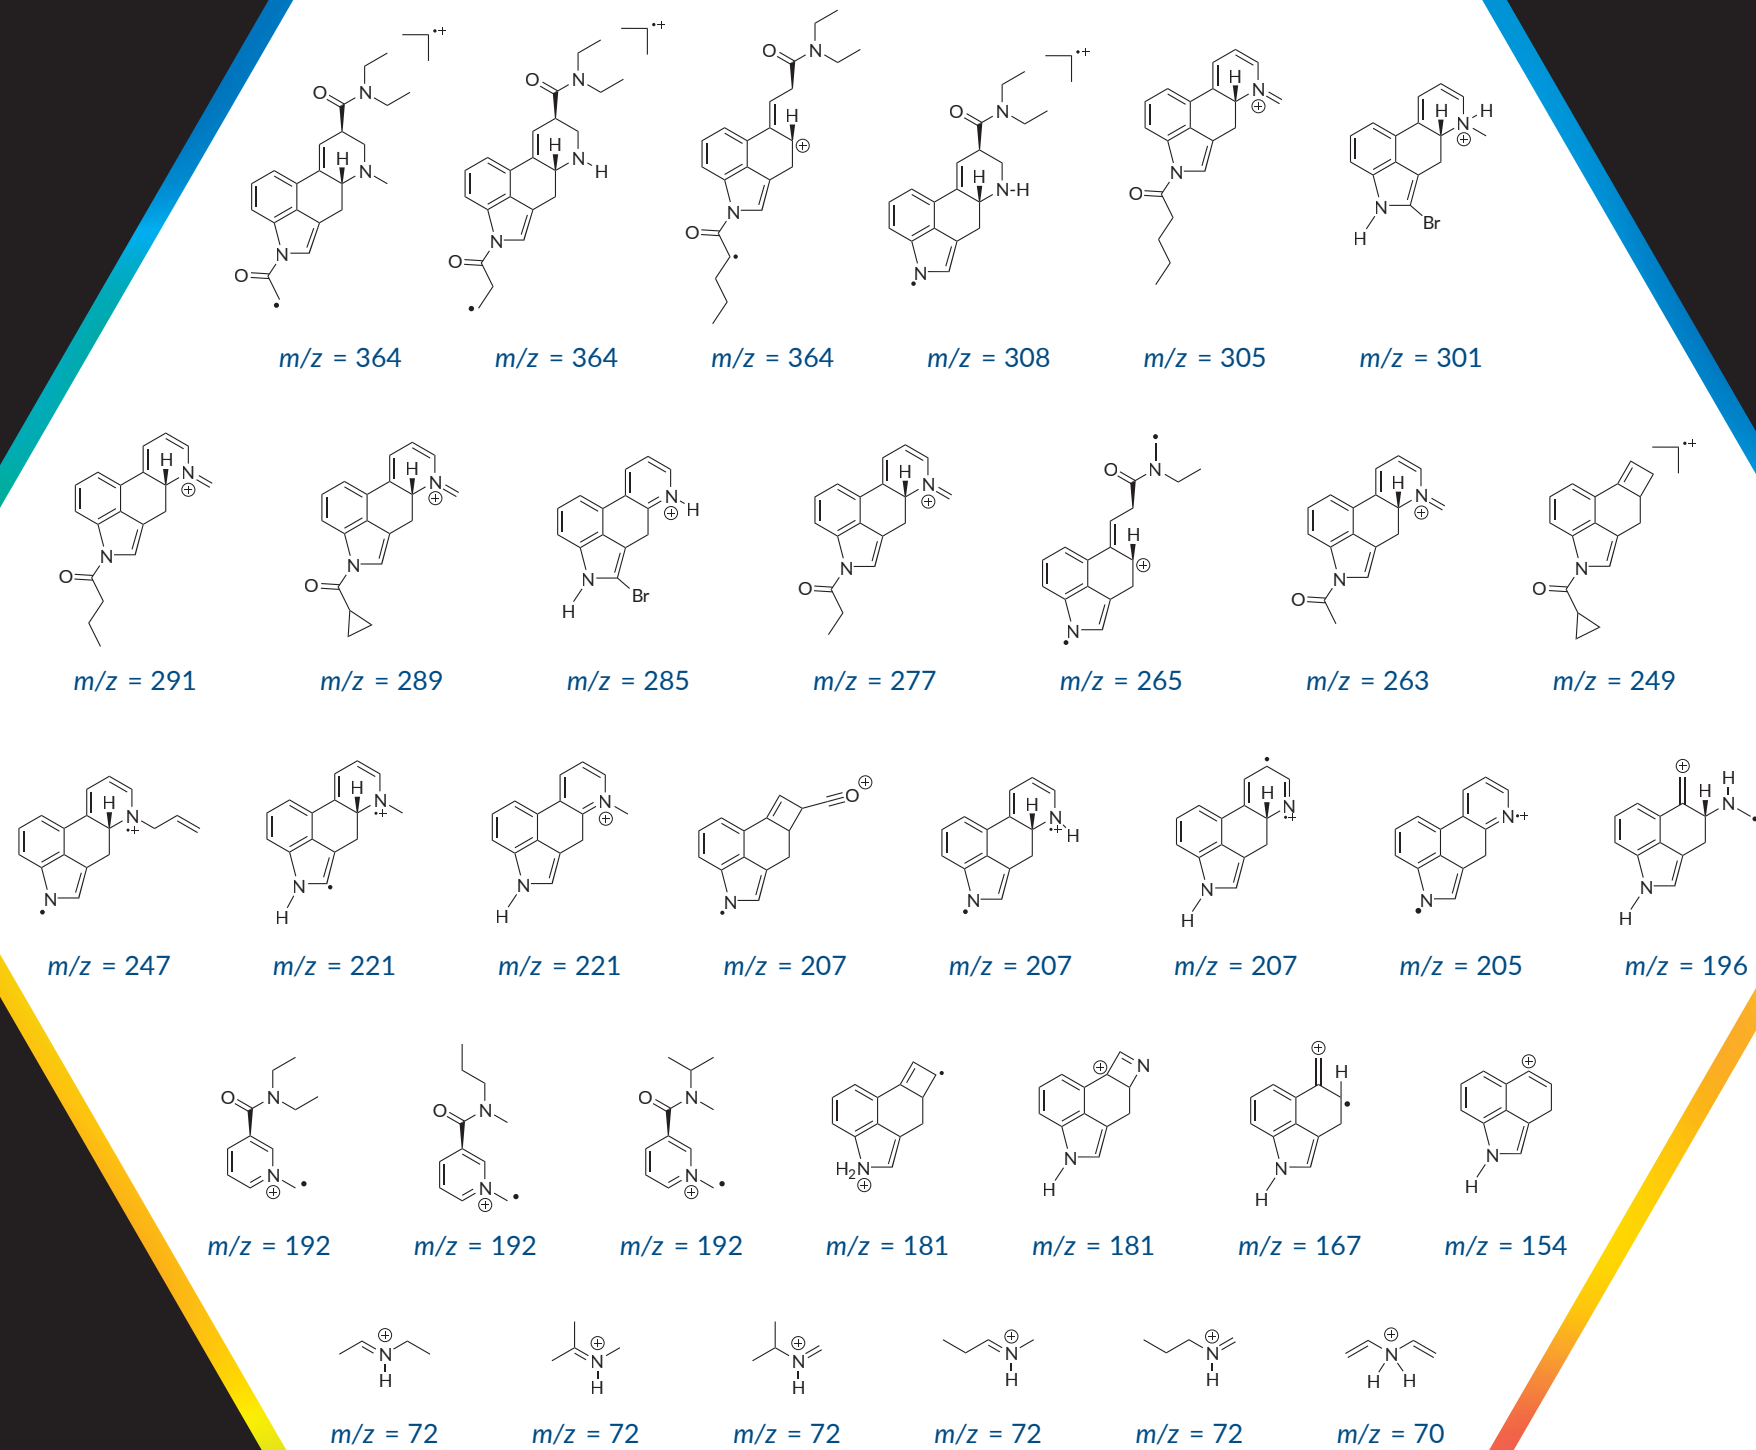 m/z = 364 m/z = 364 m/z = 364 m/z = 308 m/z = 305 m/z = 301
m/z = 291 m/z = 289 m/z = 285 m/z = 277 m/z = 265 m/z = 263 m/z = 249
m/z = 247 m/z = 221 m/z = 221 m/z = 207 m/z = 207 m/z = 207 m/z = 205 m/z = 196
m/z = 192 m/z = 192 m/z = 192 m/z = 181 m/z = 181 m/z = 167 m/z = 154
m/z = 72 m/z = 72 m/z = 72 m/z = 72 m/z = 72 m/z = 70